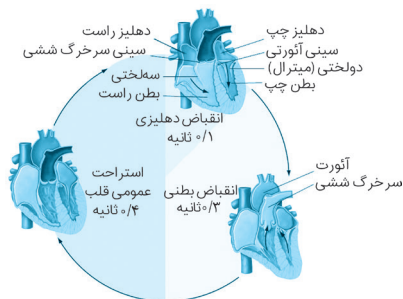 دهلیز راست
سینی سرخرگ ششی
سه‌لختی
بطن راست
دهلیز چپ
سینی آئورتی
دولختی (میترال)
بطن چپ
انقباض دهلیزی
۰/۱ ثانیه
آئورت
سرخرگ ششی
انقباض بطنی
۰/۳ ثانیه
استراحت
عمومی قلب
۰/۴ ثانیه